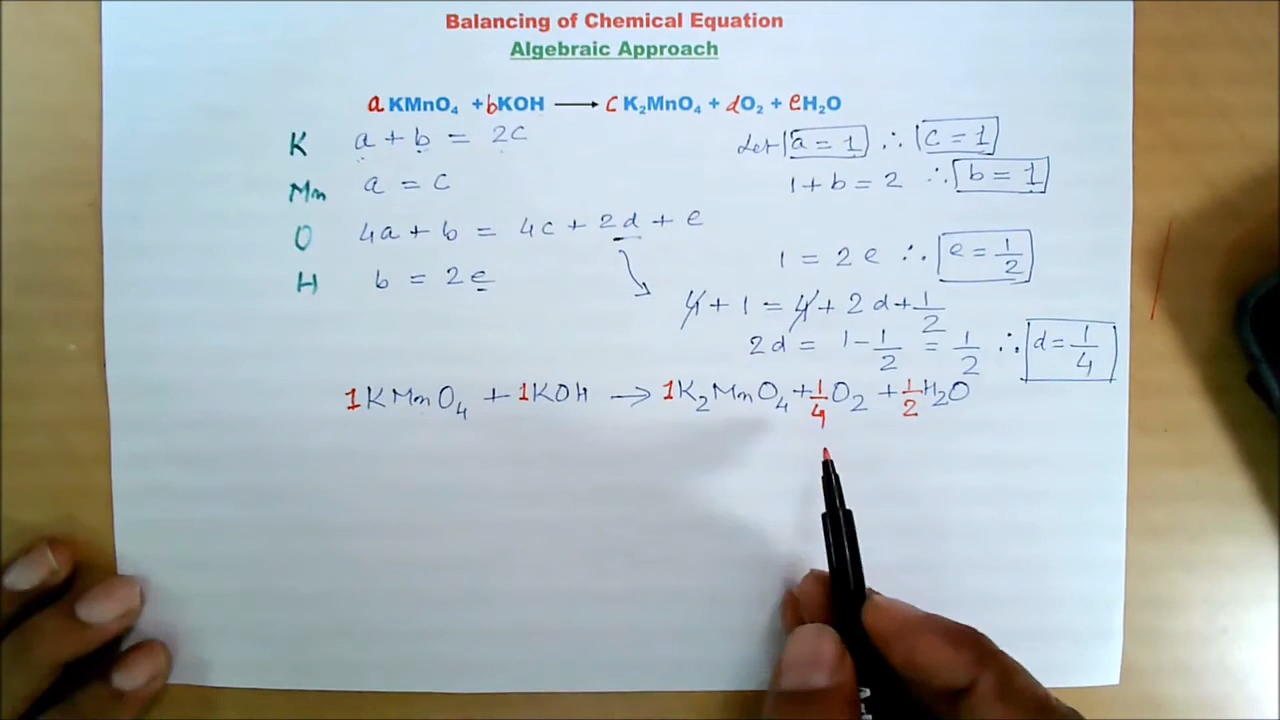 Balancing of Chemical Equation
Algebraic Approach
a KMnO₄ + b KOH ⟶ c K₂MnO₄ + d O₂ + e H₂O
K a + b = 2c
Let a = 1 ∴ c = 1
Mn a = c
1 + b = 2 ∴ b = 1
O 4a + b = 4c + 2d + e
H b = 2e
1 = 2e ∴ e = 1/2
4 + 1 = 4 + 2d + 1/2
2d = 1 - 1/2 = 1/2 ∴ d = 1/4
1KMnO₄ + 1KOH → 1K₂MnO₄ + 1/4 O₂ + 1/2 H₂O